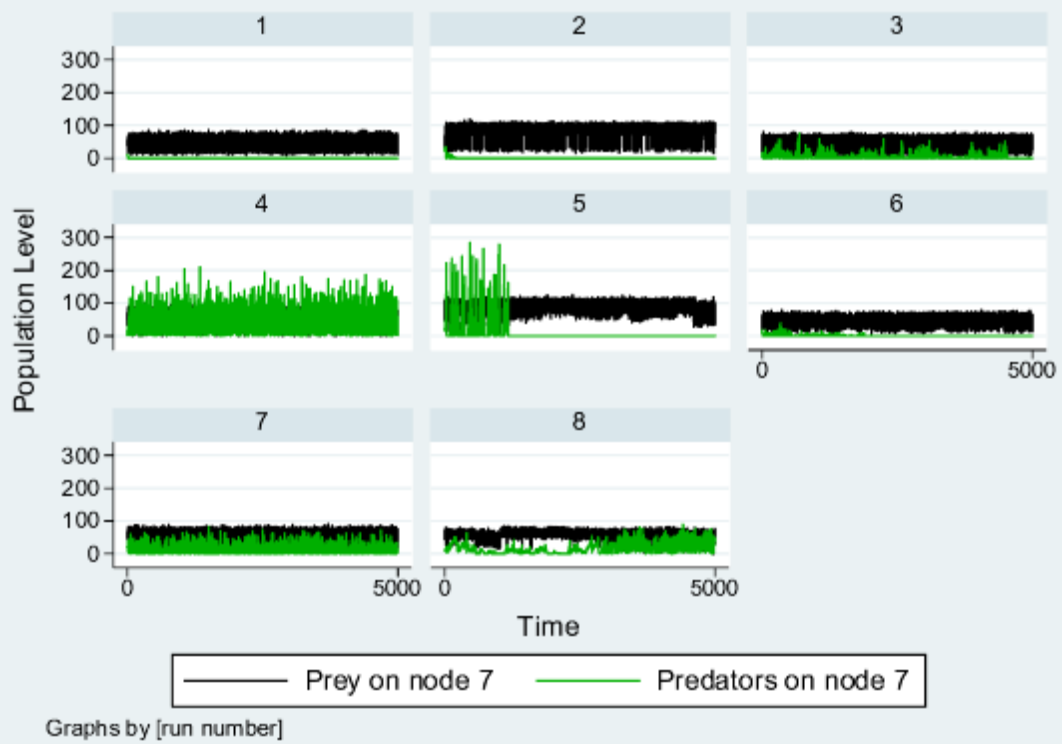 1 2 3
300
200
100
0
4 5 6
300
200
100
0
0 5000
7 8
300
200
100
0
0 5000 0 5000
Population Level
Time
Prey on node 7 Predators on node 7
Graphs by [run number]